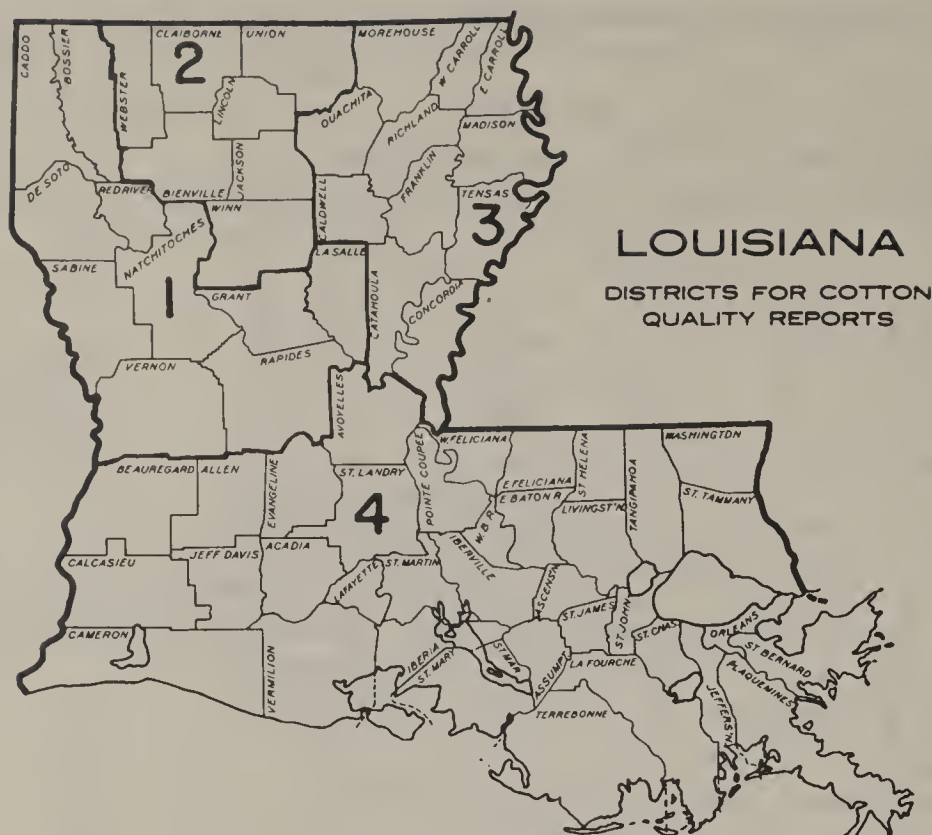 LOUISIANA
DISTRICTS FOR COTTON
QUALITY REPORTS
CADDO
BOSSIER
WEBSTER
CLAIBORNE
2
LINCOLN
UNION
MOREHOUSE
W. CARROLL
E. CARROLL
OUACHITA
RICHLAND
MADISON
DE SOTO
RED RIVER
BIENVILLE
JACKSON
WINN
CALDWELL
FRANKLIN
TENSAS
3
SABINE
NATCHITOCHES
1
GRANT
LA SALLE
CATAHOULA
CONCORDIA
VERNON
RAPIDES
AVOYELLES
BEAUREGARD
ALLEN
EVANGELINE
ST. LANDRY
4
POINTE COUPEE
W. FELICIANA
E FELICIANA
E BATON R
W. B. R.
ST HELENA
LIVINGST'N
TANGIPAHOA
WASHINGTON
ST. TAMMANY
CALCASIEU
JEFF DAVIS
ACADIA
LAFAYETTE
ST. MARTIN
IBERVILLE
ASCENS'N
ST. JAMES
ST. JOHN
ST. CHAS.
ORLEANS
ST BERNARD
PLAQUEMINES
CAMERON
VERMILION
IBERIA
ST. MARY
ST MAR
ASSUMPT
LA FOURCHE
TERREBONNE
JEFFERS'N